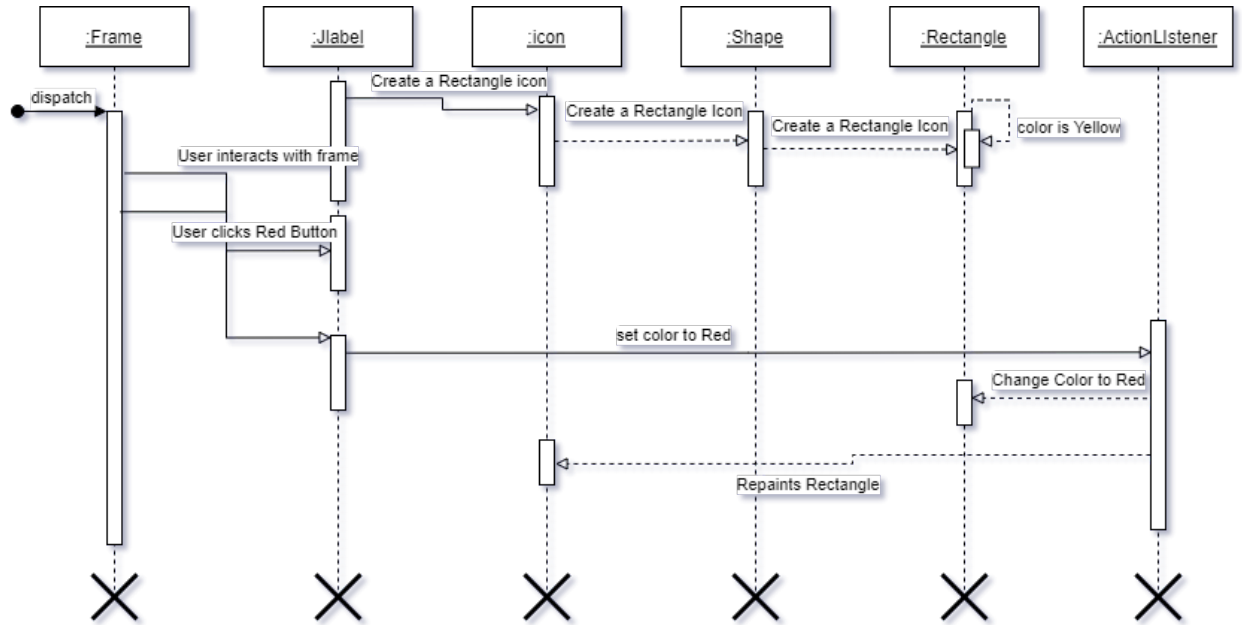 :Frame
:Jlabel
:icon
:Shape
:Rectangle
:ActionLIstener
Create a Rectangle icon
dispatch
Create a Rectangle Icon
Create a Rectangle Icon
color is Yellow
User interacts with frame
User clicks Red Button
set color to Red
Change Color to Red
Repaints Rectangle